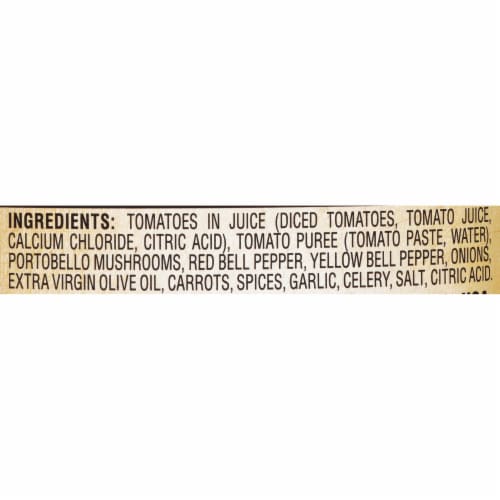 INGREDIENTS: TOMATOES IN JUICE (DICED TOMATOES, TOMATO JUICE,
CALCIUM CHLORIDE, CITRIC ACID), TOMATO PUREE (TOMATO PASTE, WATER),
PORTOBELLO MUSHROOMS, RED BELL PEPPER, YELLOW BELL PEPPER, ONIONS,
EXTRA VIRGIN OLIVE OIL, CARROTS, SPICES, GARLIC, CELERY, SALT, CITRIC ACID.